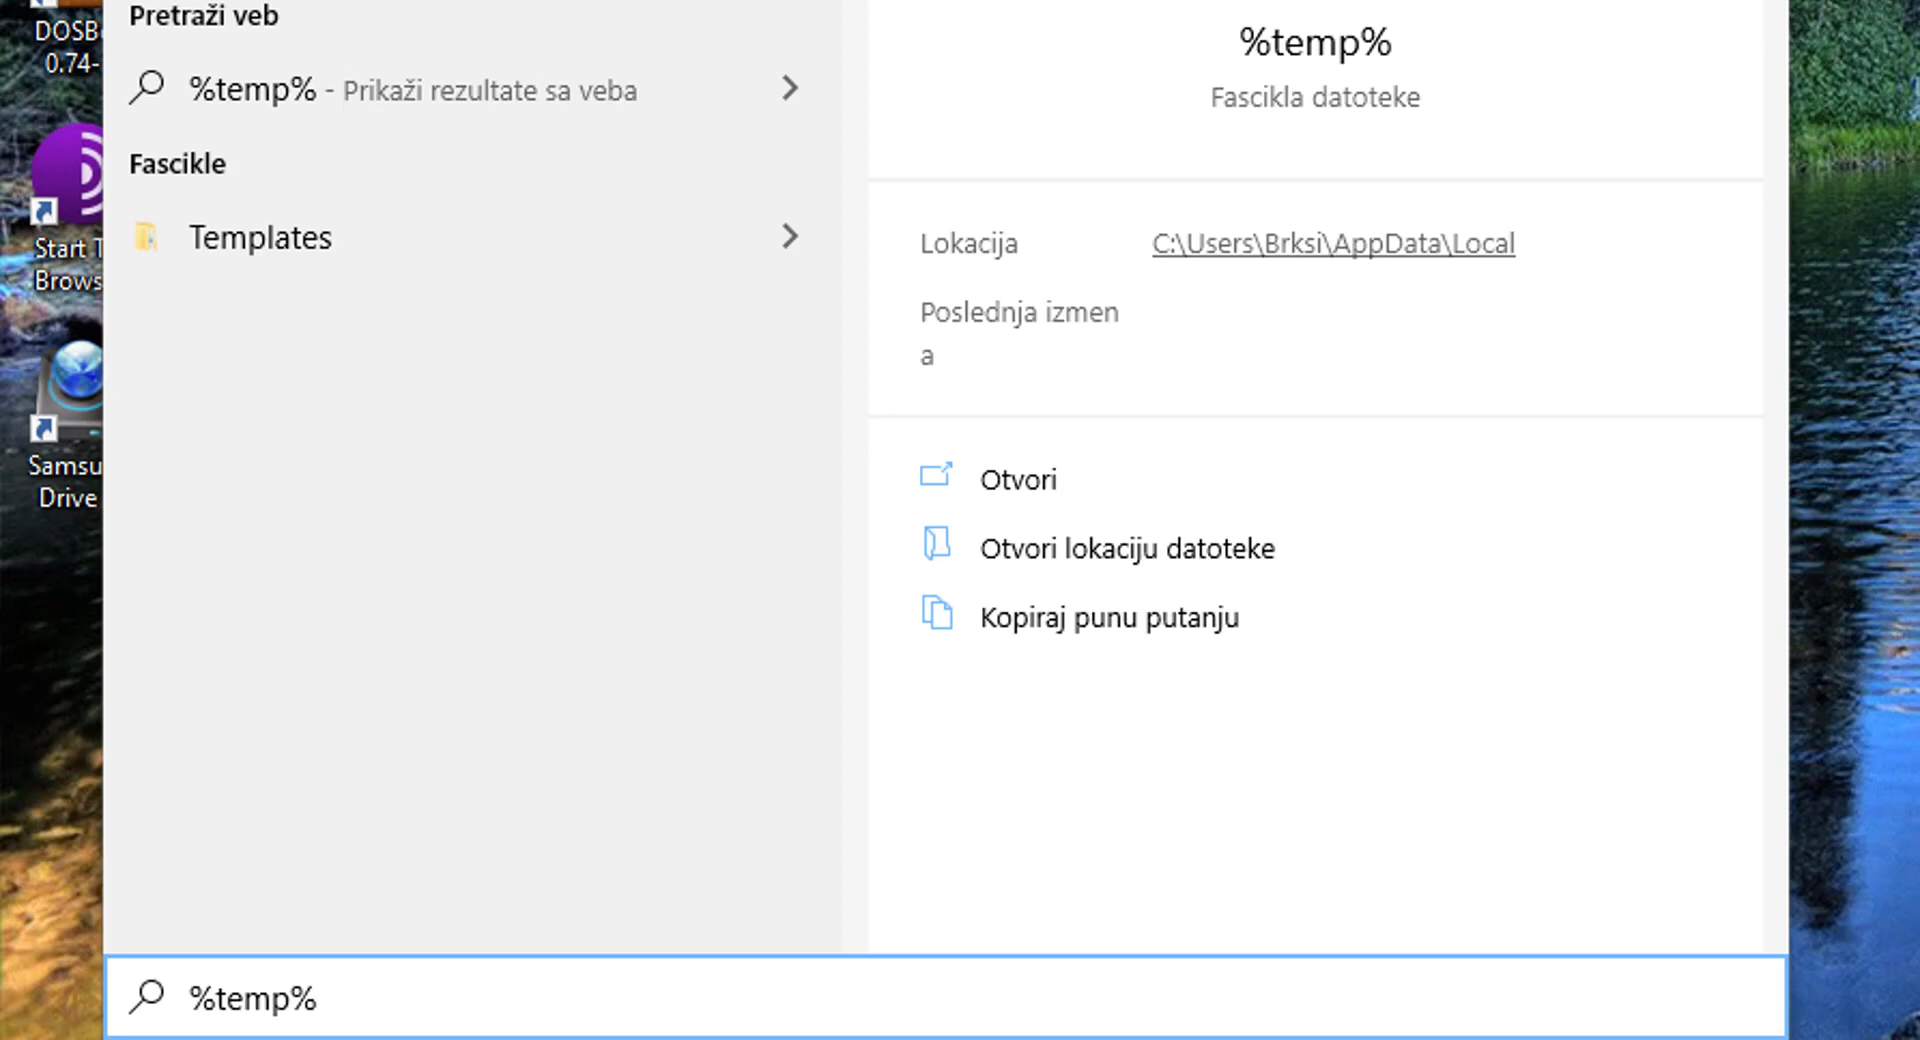 DOSB
0.74-
Start T
Brows
Samsu
Drive
Pretraži veb
%temp% - Prikaži rezultate sa veba
Fascikle
Templates
%temp%
Fascikla datoteke
Lokacija C:\Users\Brksi\AppData\Local
Poslednja izmen
a
Otvori
Otvori lokaciju datoteke
Kopiraj punu putanju
%temp%